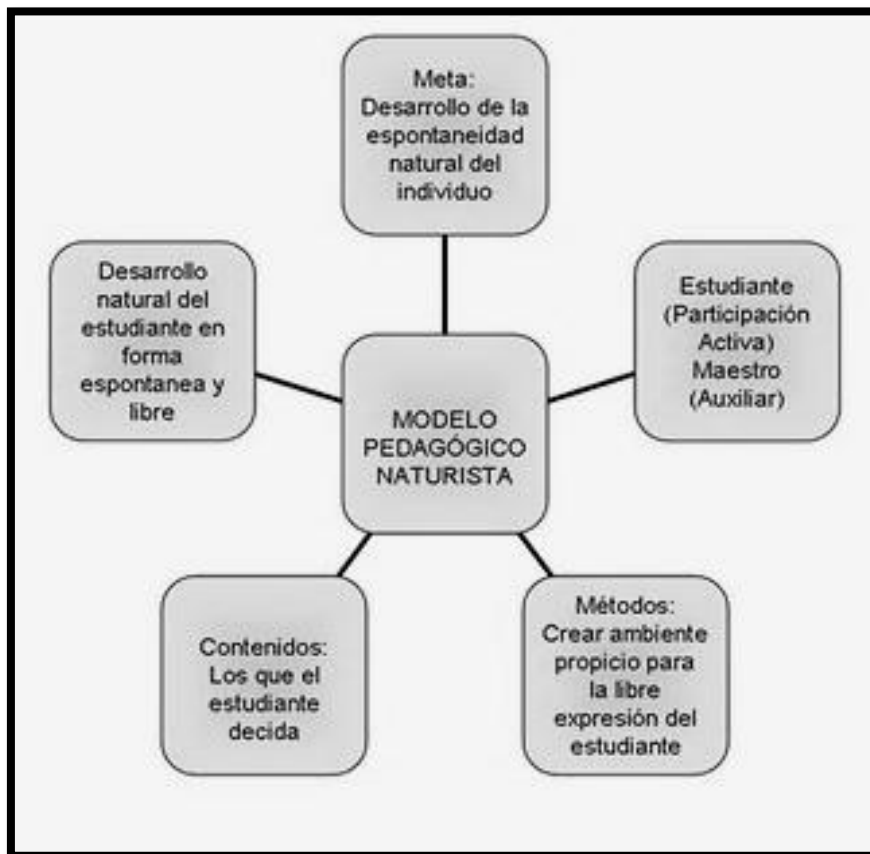 Meta:
Desarrollo de la
espontaneidad
natural del
individuo
Desarrollo
natural del
estudiante en
forma
espontanea y
libre
Estudiante
(Participación
Activa)
Maestro
(Auxiliar)
MODELO
PEDAGÓGICO
NATURISTA
Contenidos:
Los que el
estudiante
decida
Métodos:
Crear ambiente
propicio para
la libre
expresión del
estudiante